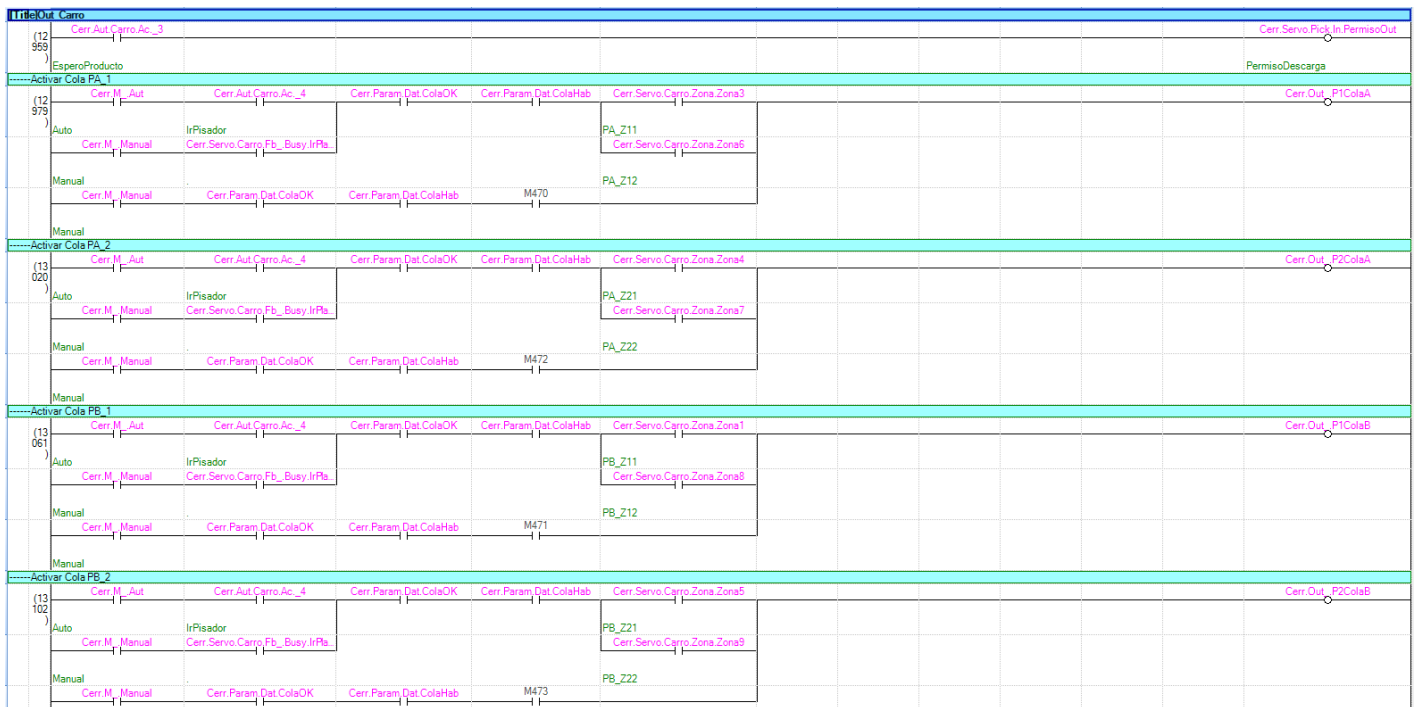 [Title]Out_Carro
Cerr.Aut.Carro.Ac._3 Cerr.Servo.Pick.In.PermisoOut
(12
959
)
EsperoProducto PermisoDescarga
------Activar Cola PA_1
Cerr.M_.Aut Cerr.Aut.Carro.Ac._4 Cerr.Param.Dat.ColaOK Cerr.Param.Dat.ColaHab Cerr.Servo.Carro.Zona.Zona3 Cerr.Out_.P1ColaA
(12
979
)
Auto IrPisador PA_Z11
Cerr.M_.Manual Cerr.Servo.Carro.Fb_.Busy.IrPla... Cerr.Servo.Carro.Zona.Zona6
Manual . PA_Z12
Cerr.M_.Manual Cerr.Param.Dat.ColaOK Cerr.Param.Dat.ColaHab M470
Manual
------Activar Cola PA_2
Cerr.M_.Aut Cerr.Aut.Carro.Ac._4 Cerr.Param.Dat.ColaOK Cerr.Param.Dat.ColaHab Cerr.Servo.Carro.Zona.Zona4 Cerr.Out_.P2ColaA
(13
020
)
Auto IrPisador PA_Z21
Cerr.M_.Manual Cerr.Servo.Carro.Fb_.Busy.IrPla... Cerr.Servo.Carro.Zona.Zona7
Manual . PA_Z22
Cerr.M_.Manual Cerr.Param.Dat.ColaOK Cerr.Param.Dat.ColaHab M472
Manual
------Activar Cola PB_1
Cerr.M_.Aut Cerr.Aut.Carro.Ac._4 Cerr.Param.Dat.ColaOK Cerr.Param.Dat.ColaHab Cerr.Servo.Carro.Zona.Zona1 Cerr.Out_.P1ColaB
(13
061
)
Auto IrPisador PB_Z11
Cerr.M_.Manual Cerr.Servo.Carro.Fb_.Busy.IrPla... Cerr.Servo.Carro.Zona.Zona8
Manual . PB_Z12
Cerr.M_.Manual Cerr.Param.Dat.ColaOK Cerr.Param.Dat.ColaHab M471
Manual
------Activar Cola PB_2
Cerr.M_.Aut Cerr.Aut.Carro.Ac._4 Cerr.Param.Dat.ColaOK Cerr.Param.Dat.ColaHab Cerr.Servo.Carro.Zona.Zona5 Cerr.Out_.P2ColaB
(13
102
)
Auto IrPisador PB_Z21
Cerr.M_.Manual Cerr.Servo.Carro.Fb_.Busy.IrPla... Cerr.Servo.Carro.Zona.Zona9
Manual . PB_Z22
Cerr.M_.Manual Cerr.Param.Dat.ColaOK Cerr.Param.Dat.ColaHab M473